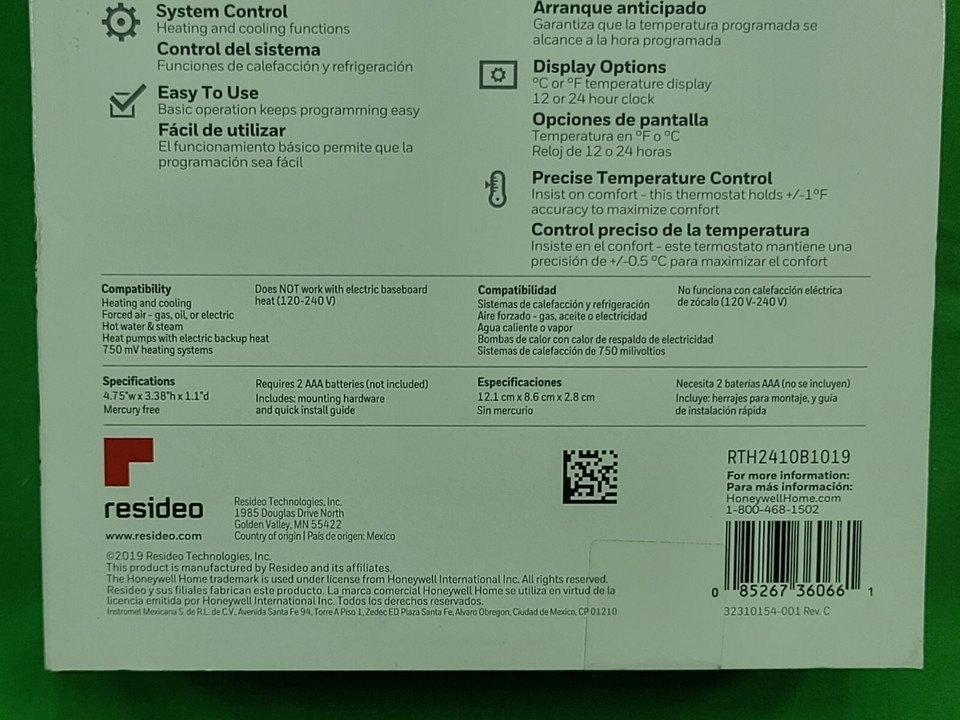 System Control
Heating and cooling functions
Control del sistema
Funciones de calefacción y refrigeración
Easy To Use
Basic operation keeps programming easy
Fácil de utilizar
El funcionamiento básico permite que la
programación sea fácil
Arranque anticipado
Garantiza que la temperatura programada se
alcance a la hora programada
Display Options
°C or °F temperature display
12 or 24 hour clock
Opciones de pantalla
Temperatura en °F o °C
Reloj de 12 o 24 horas
Precise Temperature Control
Insist on comfort - this thermostat holds +/-1°F
accuracy to maximize comfort
Control preciso de la temperatura
Insiste en el confort - este termostato mantiene una
precisión de +/-0.5 °C para maximizar el confort
Compatibility
Heating and cooling
Forced air - gas, oil, or electric
Hot water & steam
Heat pumps with electric backup heat
750 mV heating systems
Does NOT work with electric baseboard
heat (120-240 V)
Compatibilidad
Sistemas de calefacción y refrigeración
Aire forzado - gas, aceite o electricidad
Agua caliente o vapor
Bombas de calor con calor de respaldo de electricidad
Sistemas de calefacción de 750 milivoltios
No funciona con calefacción eléctrica
de zócalo (120 V-240 V)
Specifications
4.75"w x 3.38"h x 1.1"d
Mercury free
Requires 2 AAA batteries (not included)
Includes: mounting hardware
and quick install guide
Especificaciones
12.1 cm x 8.6 cm x 2.8 cm
Sin mercurio
Necesita 2 baterías AAA (no se incluyen)
Incluye: herrajes para montaje, y guía
de instalación rápida
resideo
www.resideo.com
Resideo Technologies, Inc.
1985 Douglas Drive North
Golden Valley, MN 55422
Country of origin | País de origen: Mexico
©2019 Resideo Technologies, Inc.
This product is manufactured by Resideo and its affiliates.
The Honeywell Home trademark is used under license from Honeywell International Inc. All rights reserved.
Resideo y sus filiales fabrican este producto. La marca comercial Honeywell Home se utiliza en virtud de la
licencia emitida por Honeywell International Inc. Todos los derechos reservados.
Instromet Mexicana S. de R.L. de C.V., Avenida Santa Fe 94, Torre A Piso 1, Zedec ED Plaza Santa Fe, Alvaro Obregon, Ciudad de Mexico, CP 01210
RTH2410B1019
For more information:
Para más información:
HoneywellHome.com
1-800-468-1502
0 85267 36066 1
32310154-001 Rev. C